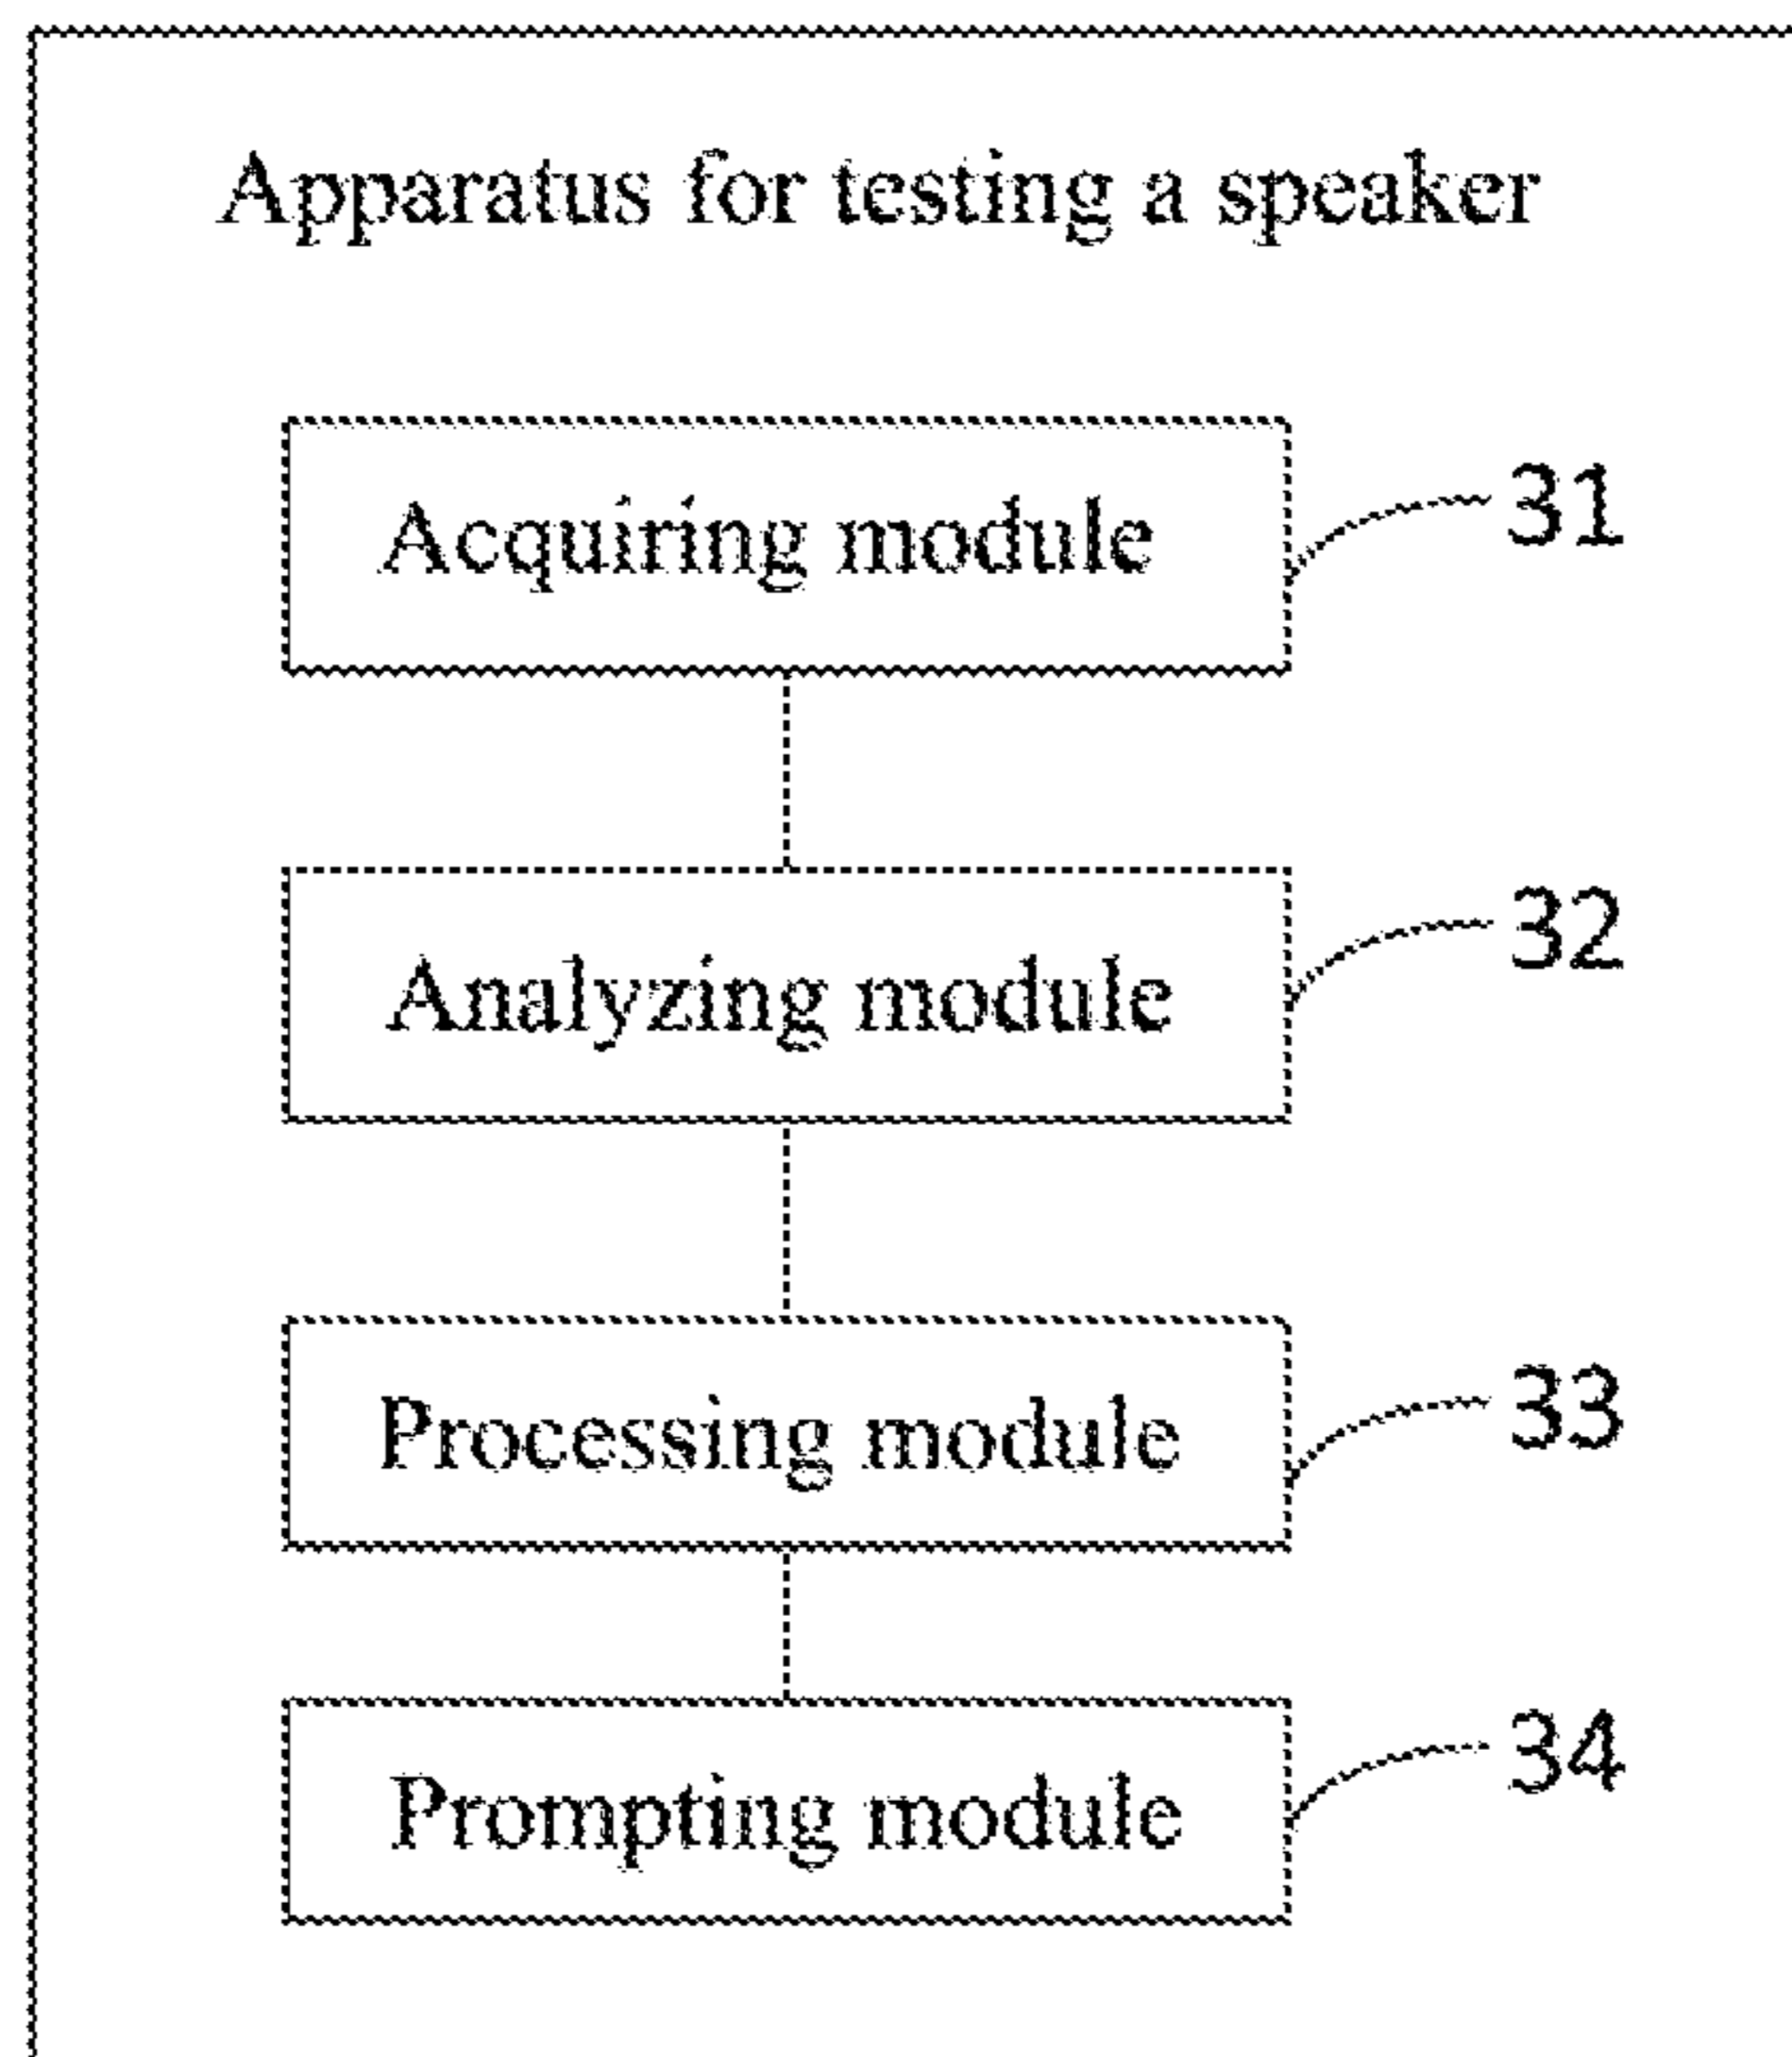 Apparatus for testing a speaker
Acquiring module 31
Analyzing module 32
Processing module 33
Prompting module 34